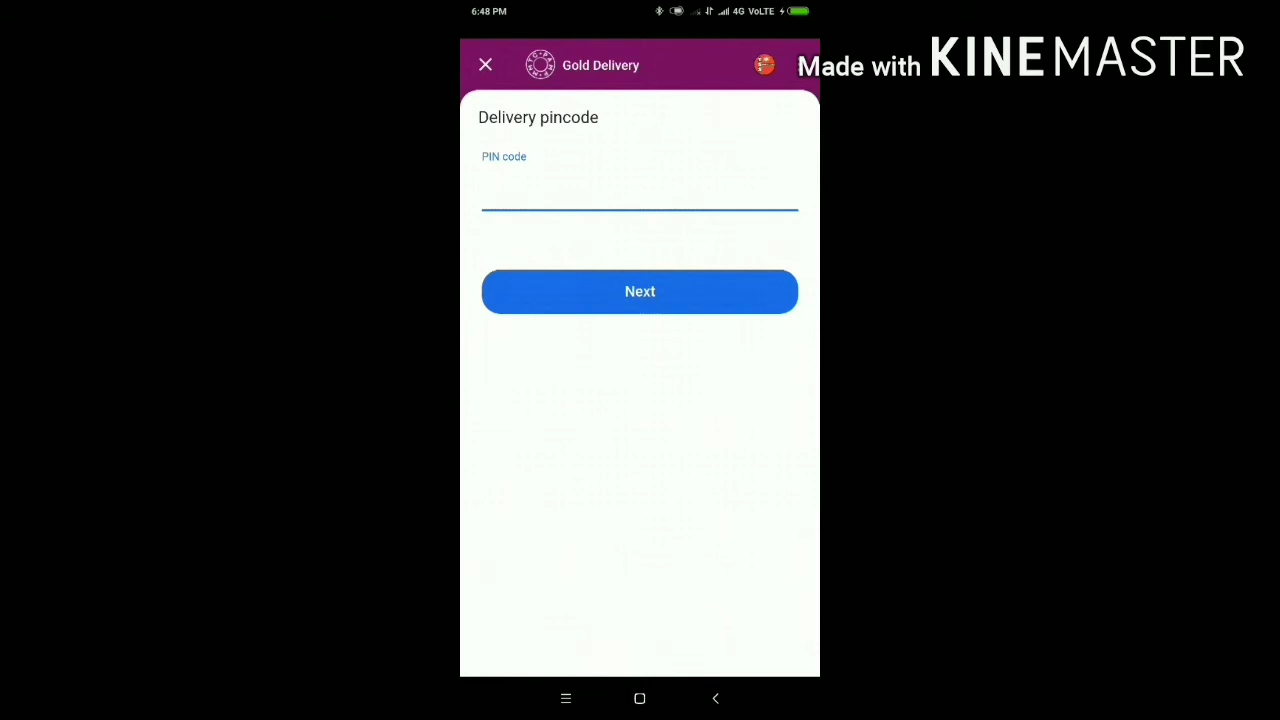 6:48 PM
4G VoLTE
Gold Delivery
Made with KINEMASTER
Delivery pincode
PIN code
Next